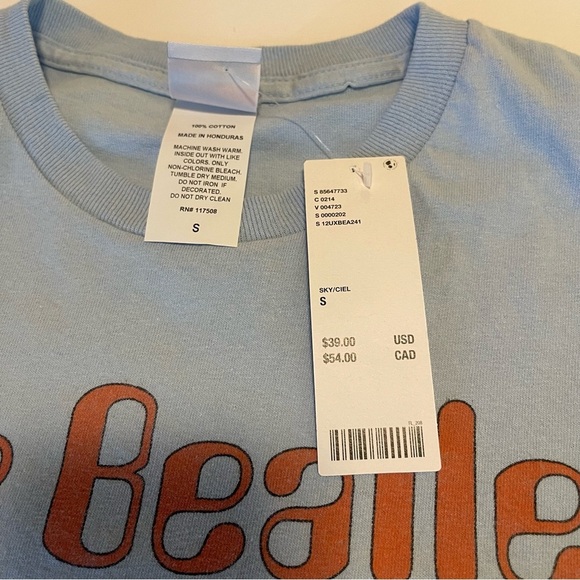 100% COTTON
MADE IN HONDURAS
MACHINE WASH WARM.
INSIDE OUT WITH LIKE
COLORS. ONLY
NON-CHLORINE BLEACH.
TUMBLE DRY MEDIUM.
DO NOT IRON IF
DECORATED.
DO NOT DRY CLEAN
RN# 117508
S
S 85647733
C 0214
V 004723
S 0000202
S 12UXBEA241
SKY/CIEL
S
$39.00 USD
$54.00 CAD
Beatle